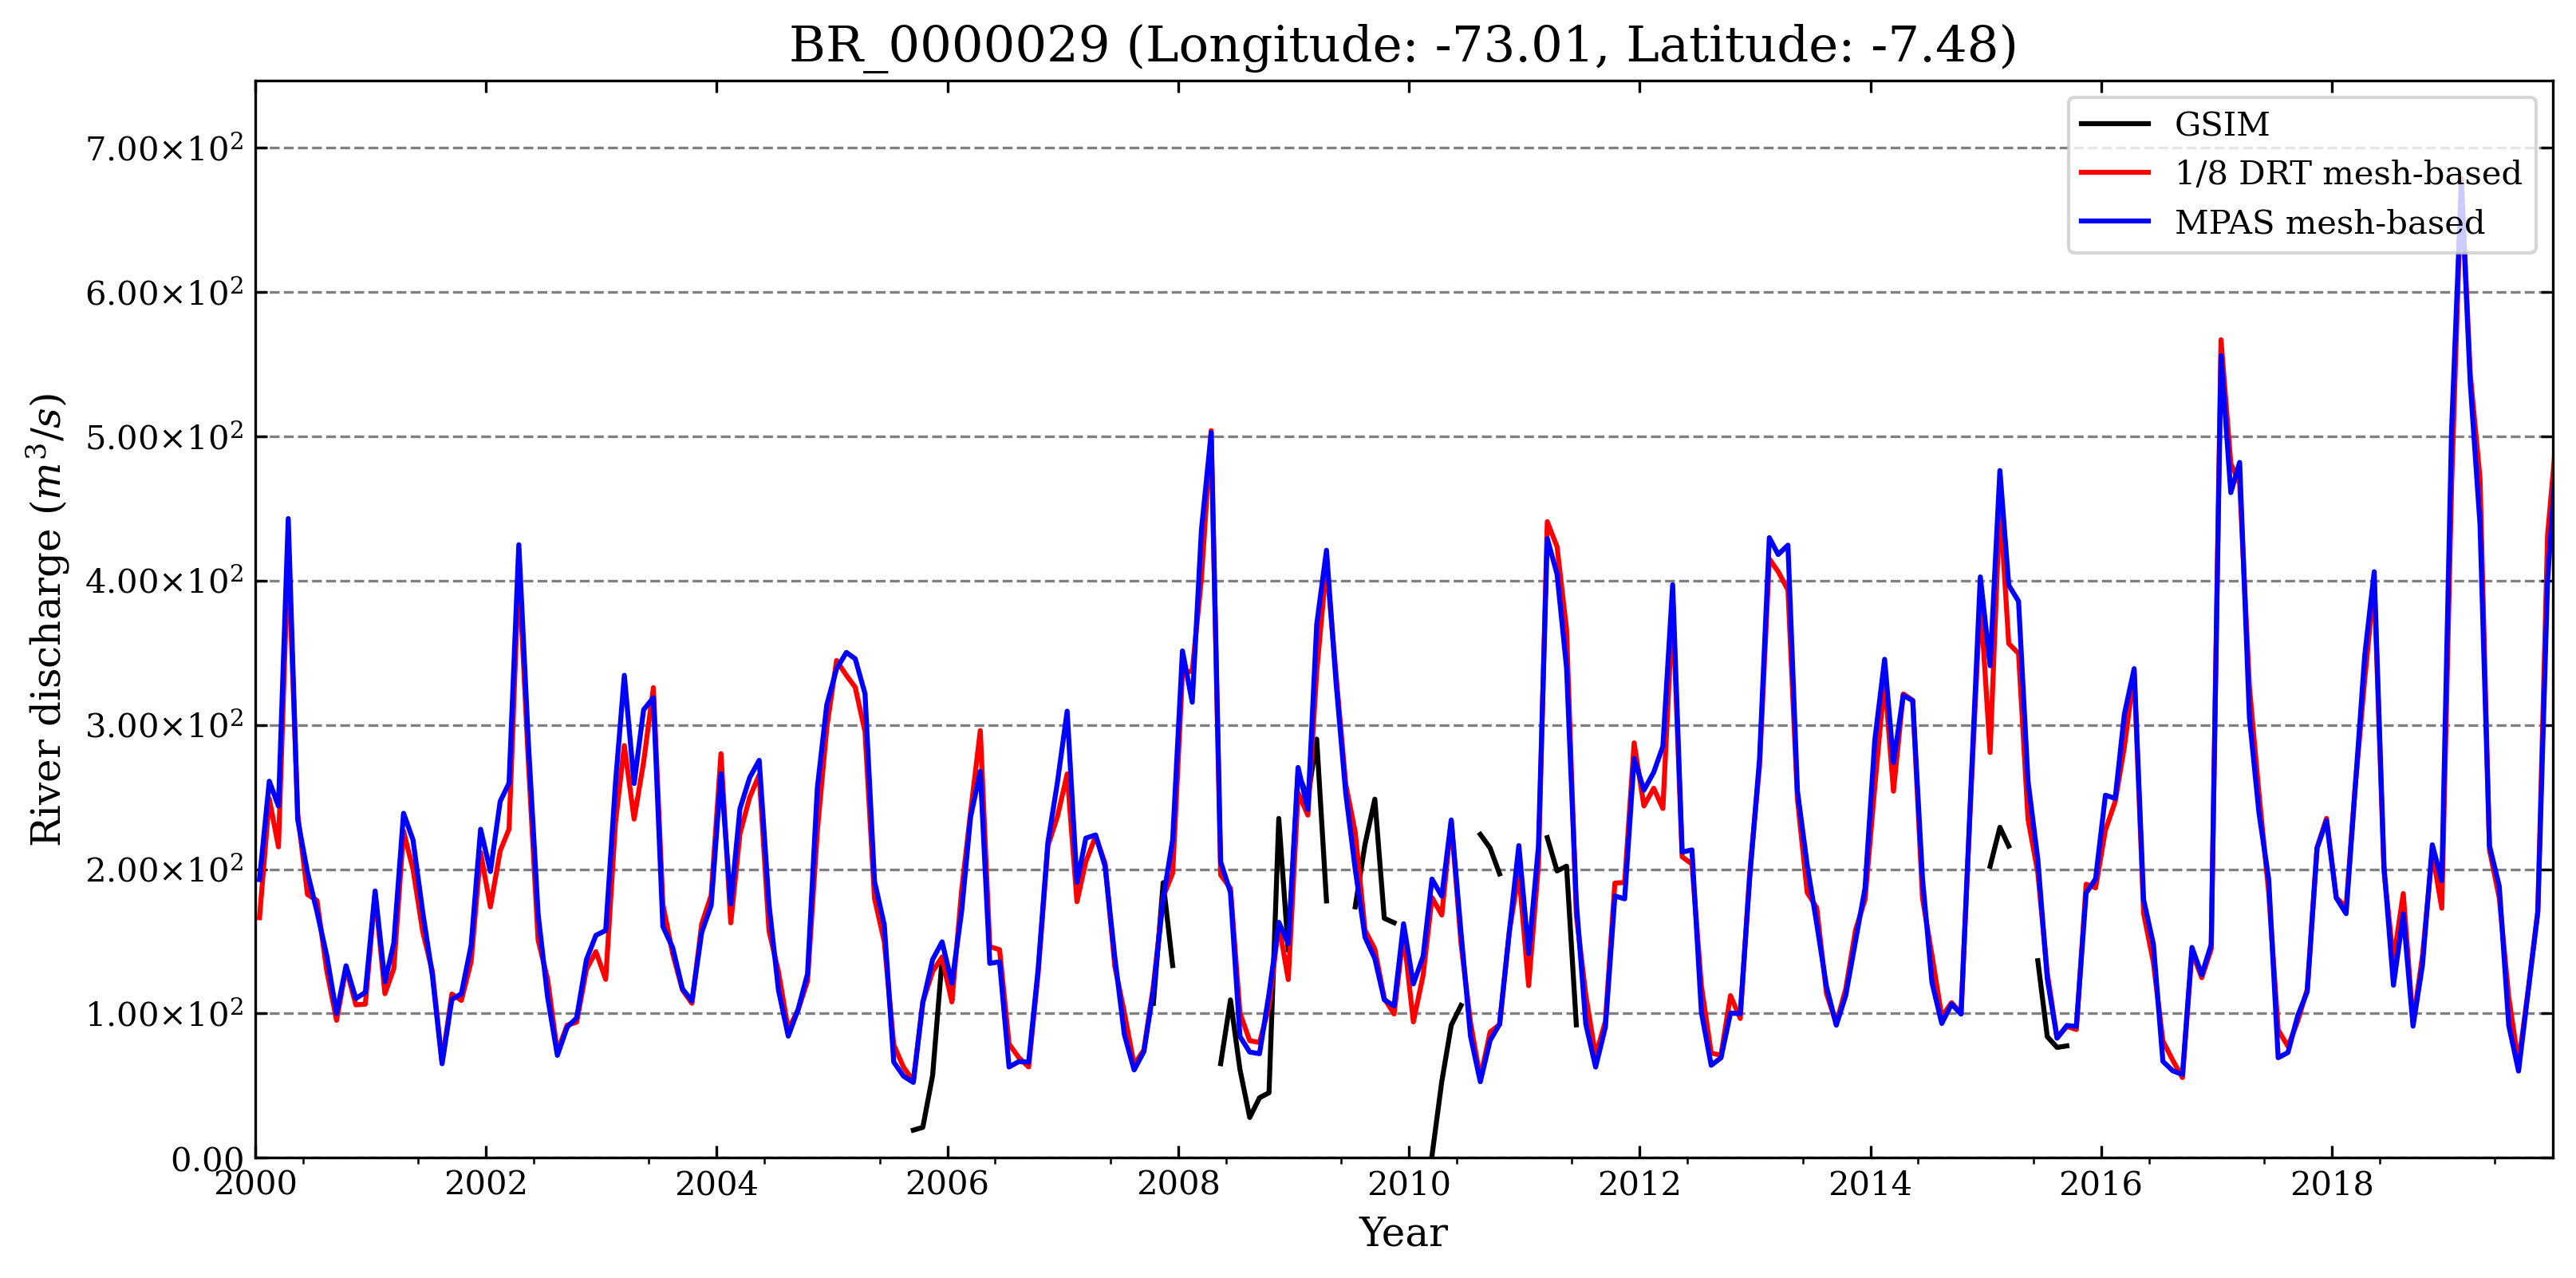 BR_0000029 (Longitude: -73.01, Latitude: -7.48)
River discharge (m³/s)
7.00×10²
6.00×10²
5.00×10²
4.00×10²
3.00×10²
2.00×10²
1.00×10²
0.00
GSIM
1/8 DRT mesh-based
MPAS mesh-based
2000 2002 2004 2006 2008 2010 2012 2014 2016 2018
Year